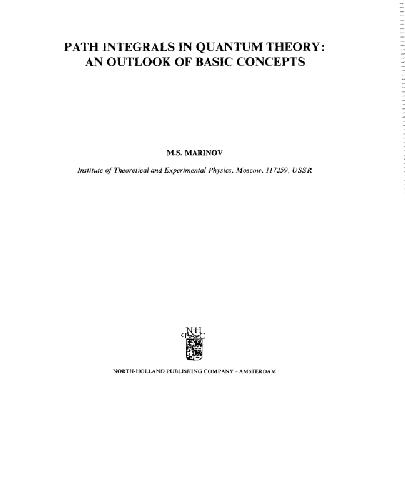 PATH INTEGRALS IN QUANTUM THEORY:
AN OUTLOOK OF BASIC CONCEPTS
M.S. MARINOV
Institute of Theoretical and Experimental Physics, Moscow, 117259, USSR
NH
NORTH-HOLLAND PUBLISHING COMPANY - AMSTERDAM